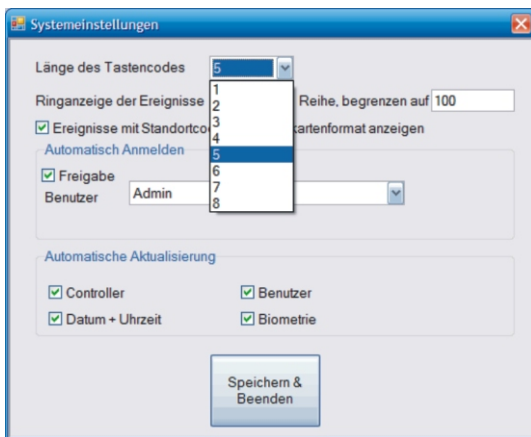 Systemeinstellungen
Länge des Tastencodes 5
1
2
3
4
5
6
7
8
Ringanzeige der Ereignisse Reihe, begrenzen auf 100
Ereignisse mit Standortco kartenformat anzeigen
Automatisch Anmelden
Freigabe
Benutzer Admin
Automatische Aktualisierung
Controller Benutzer
Datum + Uhrzeit Biometrie
Speichern &
Beenden